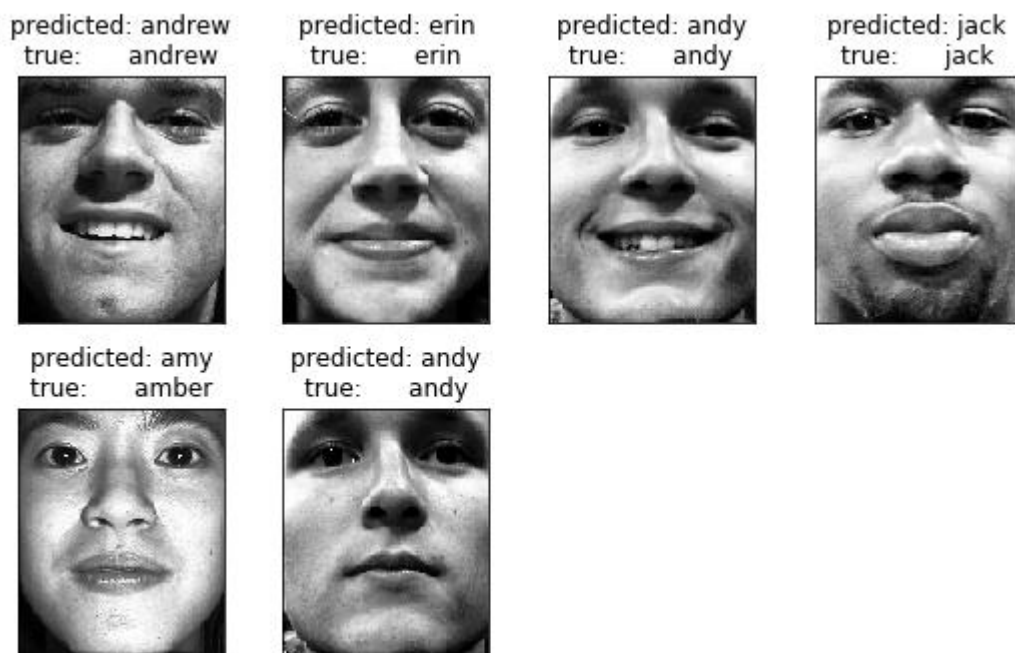 predicted: andrew
true: andrew
predicted: erin
true: erin
predicted: andy
true: andy
predicted: jack
true: jack
predicted: amy
true: amber
predicted: andy
true: andy